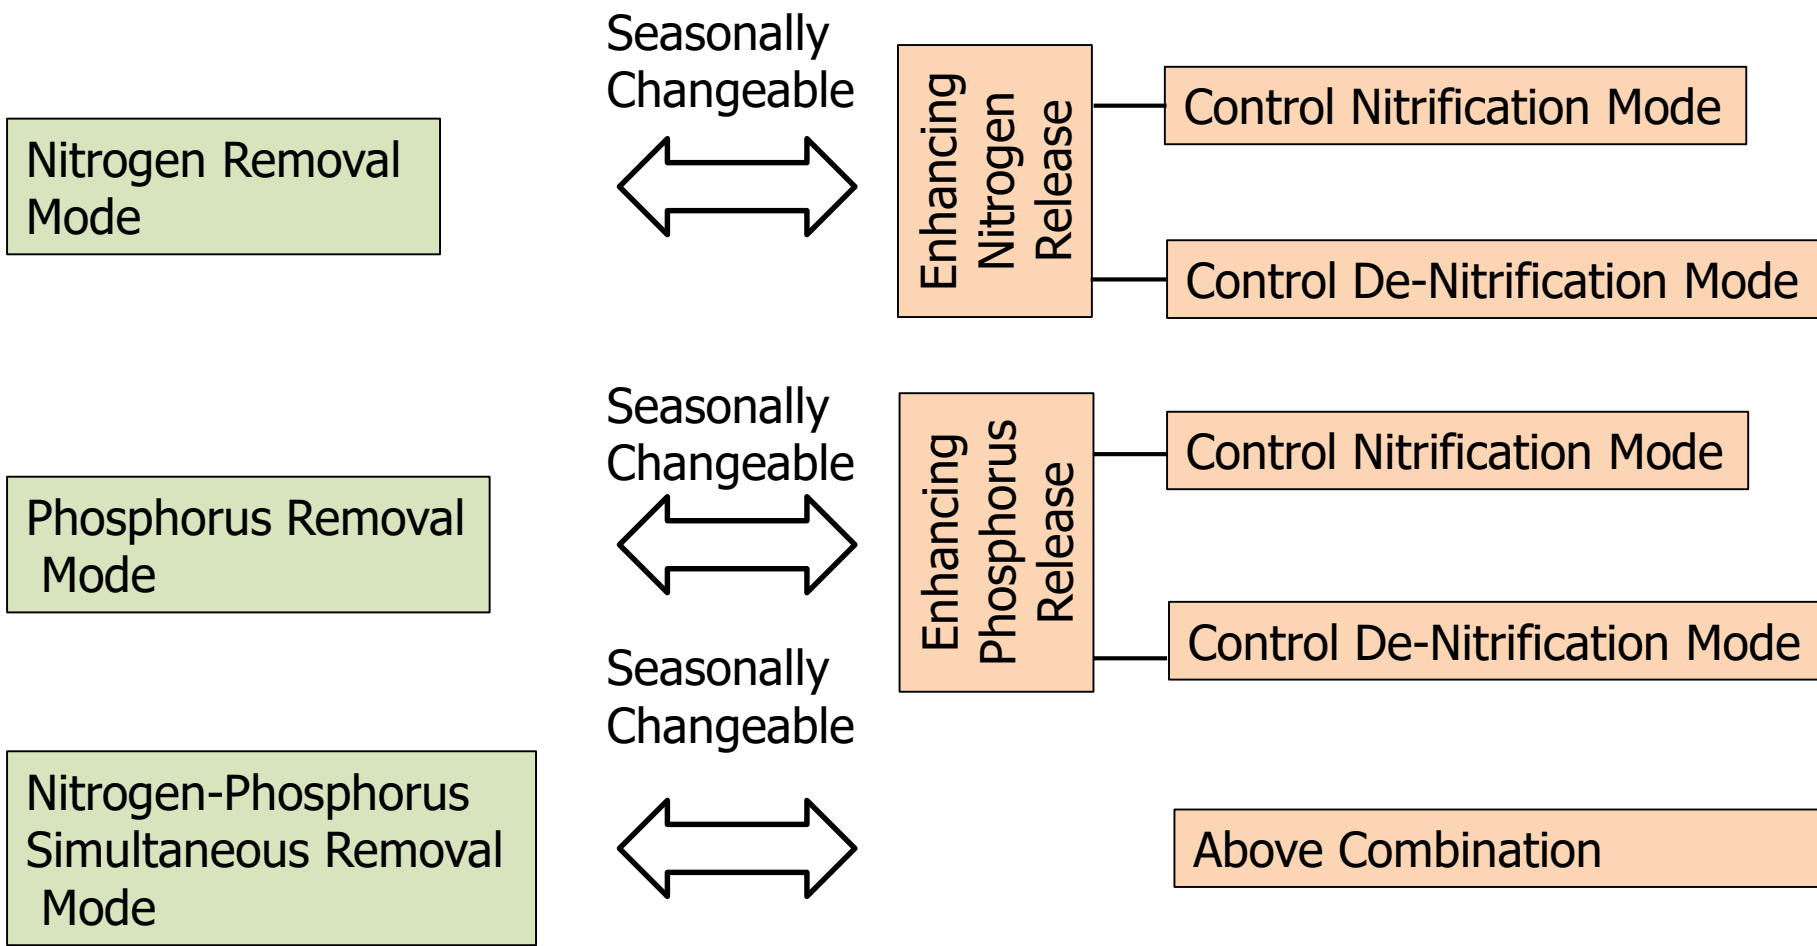 Nitrogen Removal
Mode
Seasonally
Changeable
Enhancing
Nitrogen
Release
Control Nitrification Mode
Control De-Nitrification Mode
Phosphorus Removal
Mode
Seasonally
Changeable
Enhancing
Phosphorus
Release
Control Nitrification Mode
Control De-Nitrification Mode
Nitrogen-Phosphorus
Simultaneous Removal
Mode
Seasonally
Changeable
Above Combination